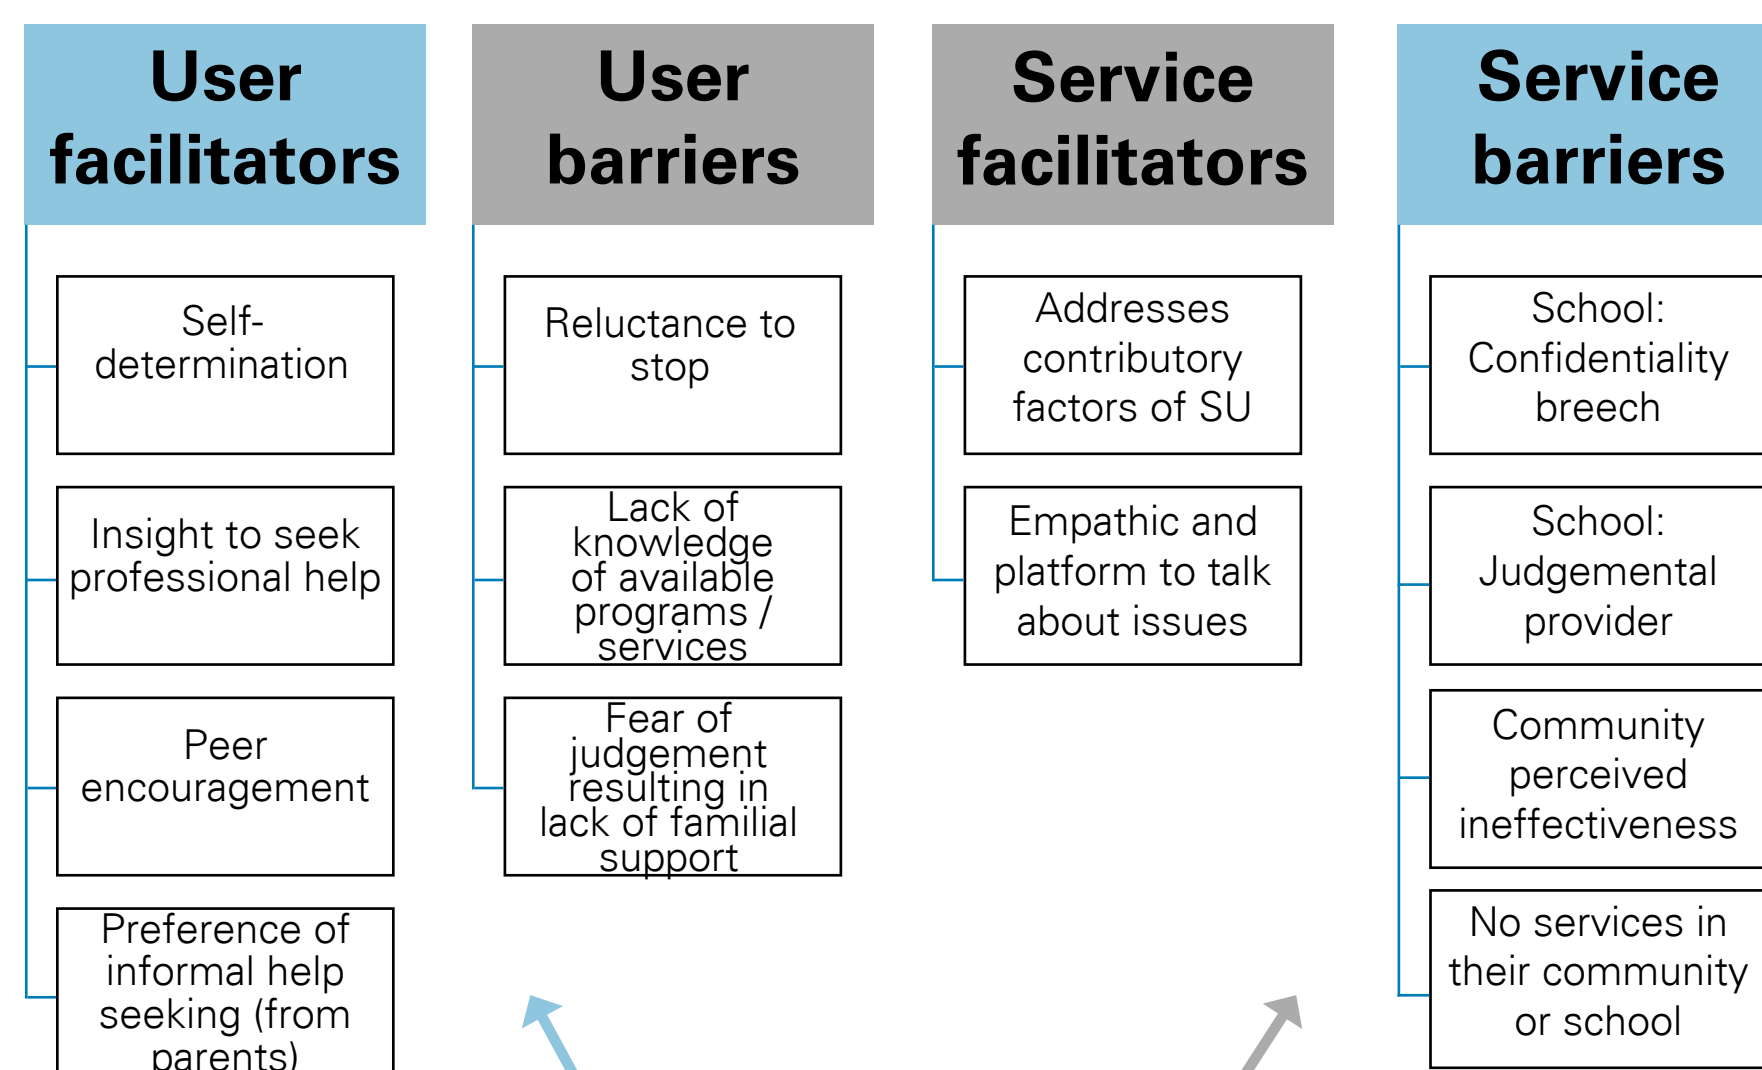 User
facilitators
Self-
determination
Insight to seek
professional help
Peer
encouragement
Preference of
informal help
seeking (from
parents)
User
barriers
Reluctance to
stop
Lack of
knowledge
of available
programs /
services
Fear of
judgement
resulting in
lack of familial
support
Service
facilitators
Addresses
contributory
factors of SU
Empathic and
platform to talk
about issues
Service
barriers
School:
Confidentiality
breech
School:
Judgemental
provider
Community
perceived
ineffectiveness
No services in
their community
or school